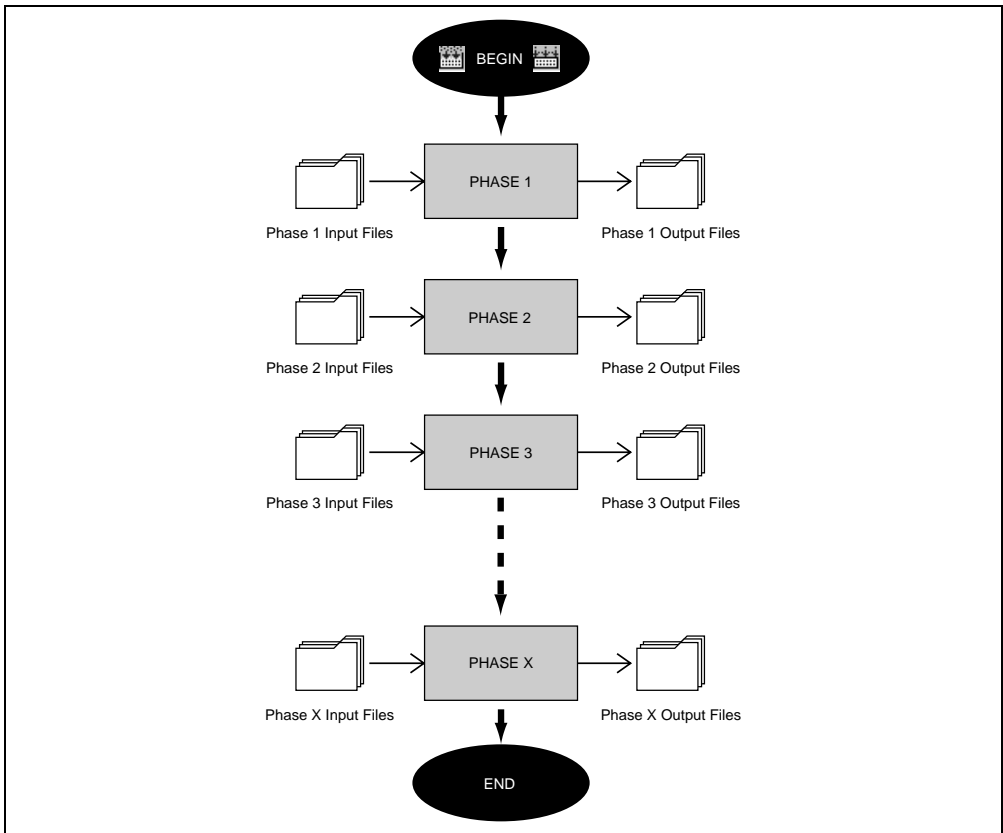 BEGIN
PHASE 1
Phase 1 Input Files
Phase 1 Output Files
PHASE 2
Phase 2 Input Files
Phase 2 Output Files
PHASE 3
Phase 3 Input Files
Phase 3 Output Files
PHASE X
Phase X Input Files
Phase X Output Files
END